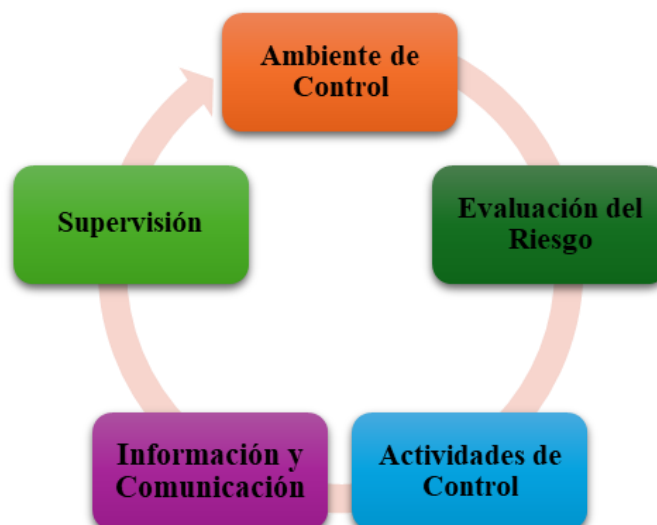 Ambiente de
Control
Evaluación del
Riesgo
Actividades de
Control
Información y
Comunicación
Supervisión